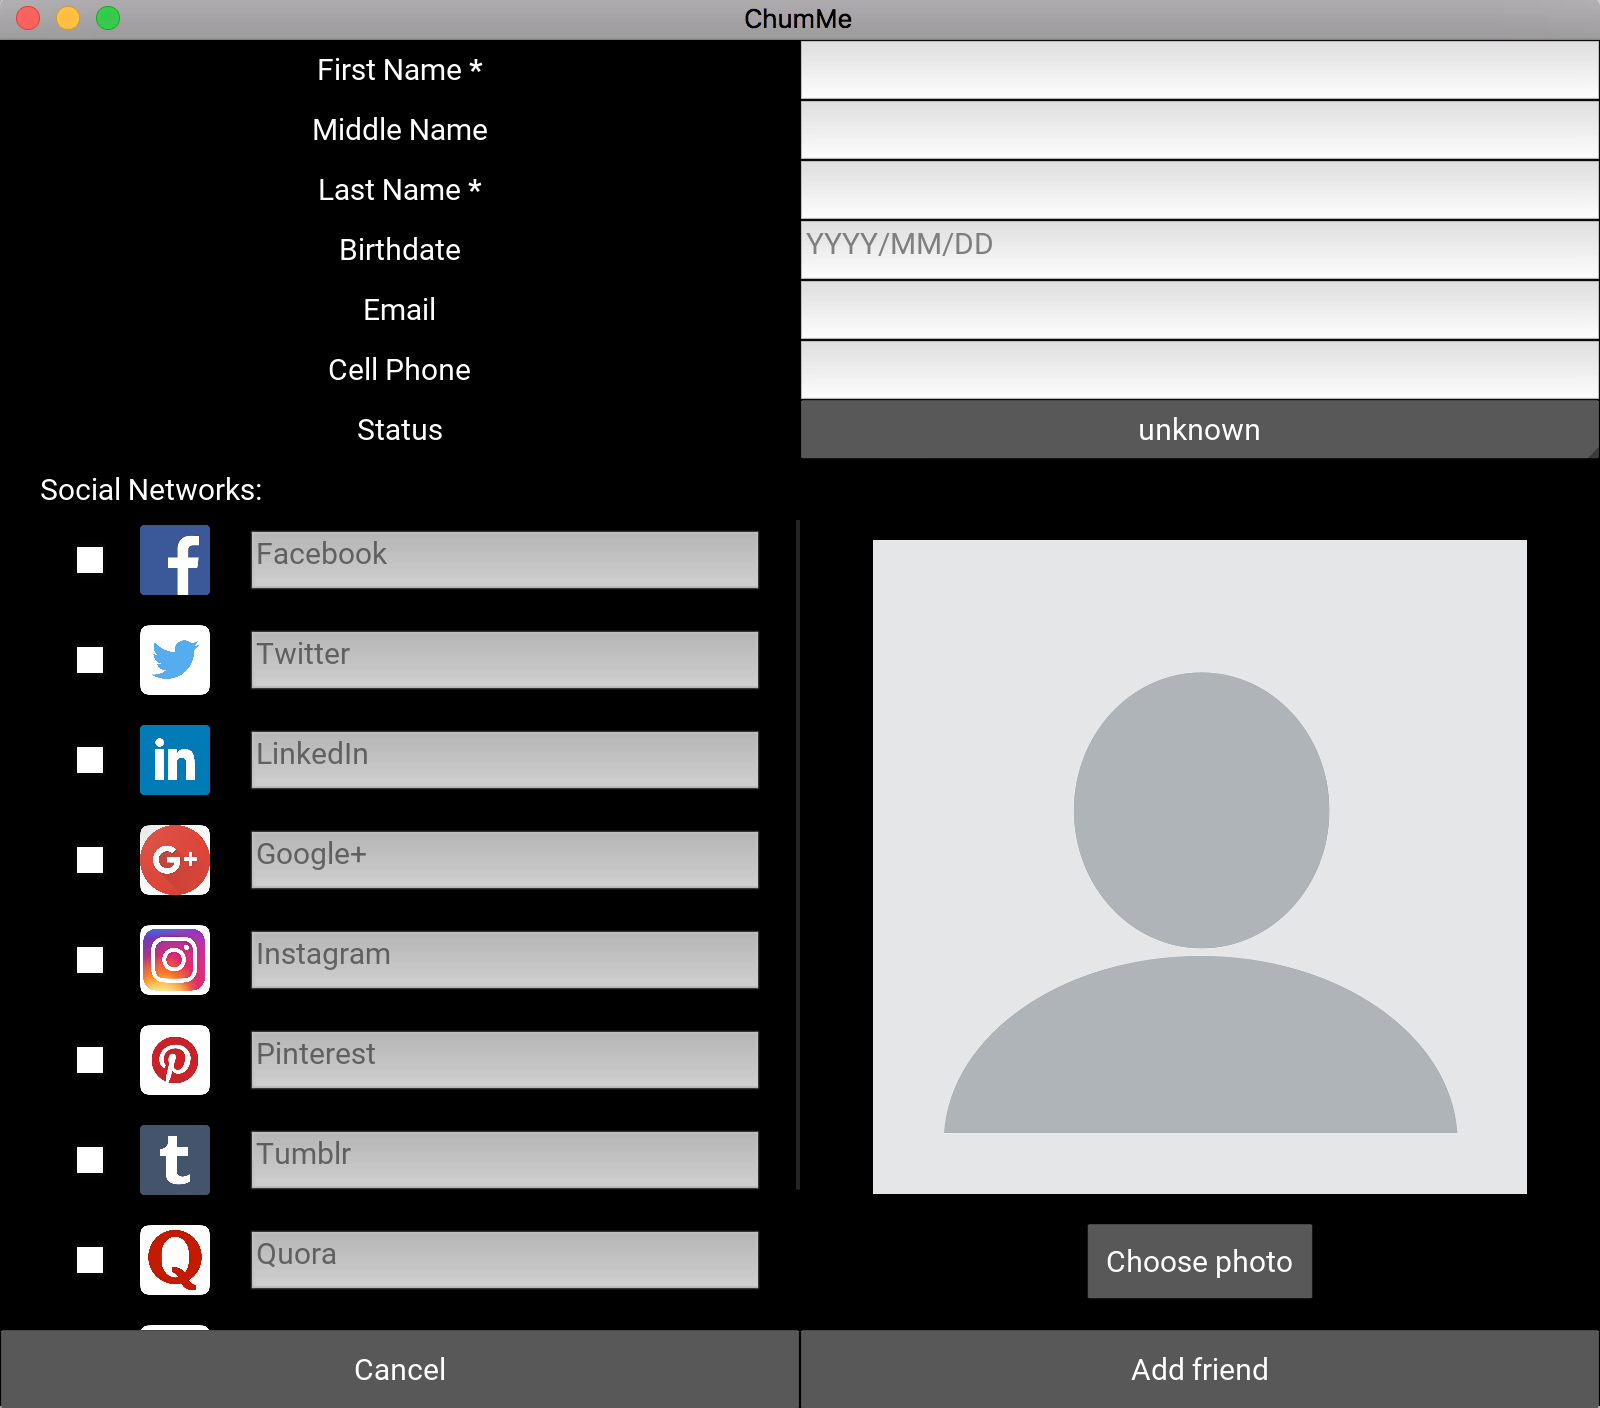 ChumMe
First Name *
Middle Name
Last Name *
Birthdate YYYY/MM/DD
Email
Cell Phone
Status unknown
Social Networks:
f Facebook
Twitter
in LinkedIn
G+ Google+
Instagram
Pinterest
t Tumblr
Q Quora
Choose photo
Cancel Add friend